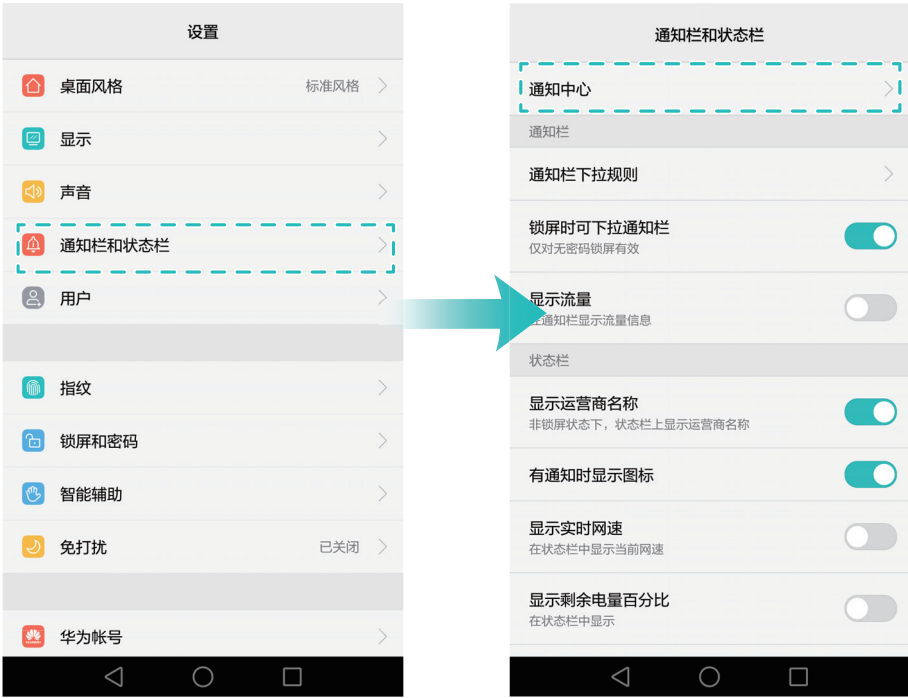 设置
桌面风格 标准风格
显示
声音
通知栏和状态栏
用户
指纹
锁屏和密码
智能辅助
免打扰 已关闭
华为帐号
通知栏和状态栏
通知中心
通知栏
通知栏下拉规则
锁屏时可下拉通知栏
仅对无密码锁屏有效
显示流量
通知栏显示流量信息
状态栏
显示运营商名称
非锁屏状态下，状态栏上显示运营商名称
有通知时显示图标
显示实时网速
在状态栏中显示当前网速
显示剩余电量百分比
在状态栏中显示